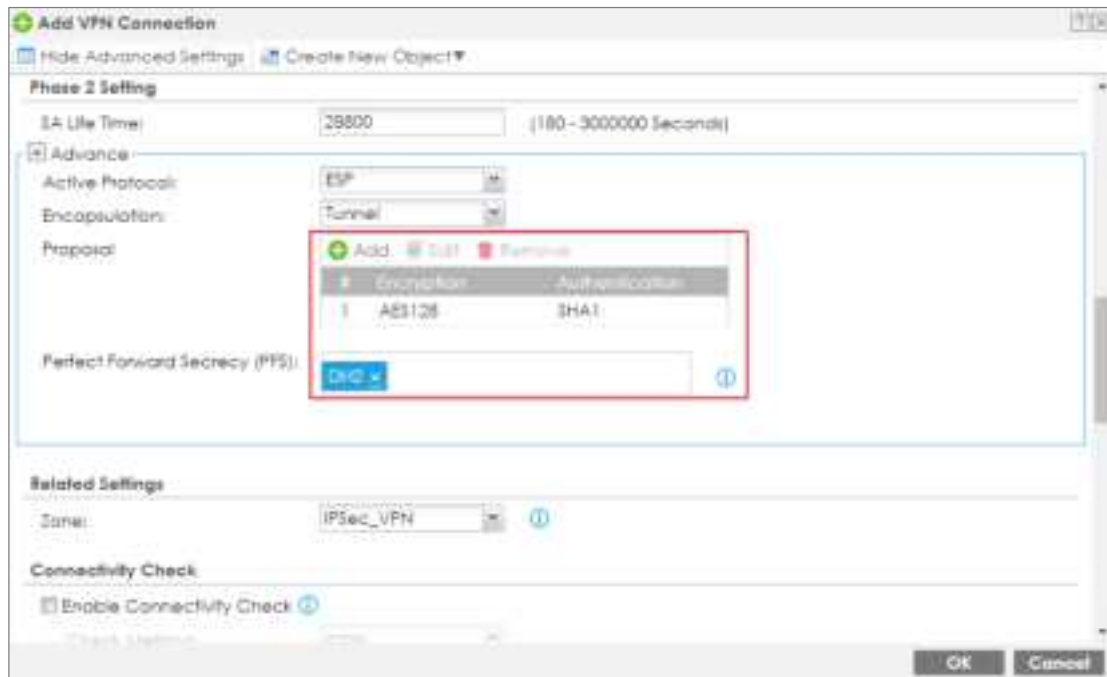 Add VPN Connection
Hide Advanced Settings Create New Object
Phase 2 Setting
SA Life Time: 28800 (180 - 3000000 Seconds)
Advance
Active Protocol: ESP
Encapsulation: Tunnel
Proposal Add Edit Remove
# Encryption Authentication
1 AES128 SHA1
Perfect Forward Secrecy (PFS):
DH2 ×
Related Settings
Zone: IPSec_VPN
Connectivity Check
Enable Connectivity Check
Check Method:
OK Cancel